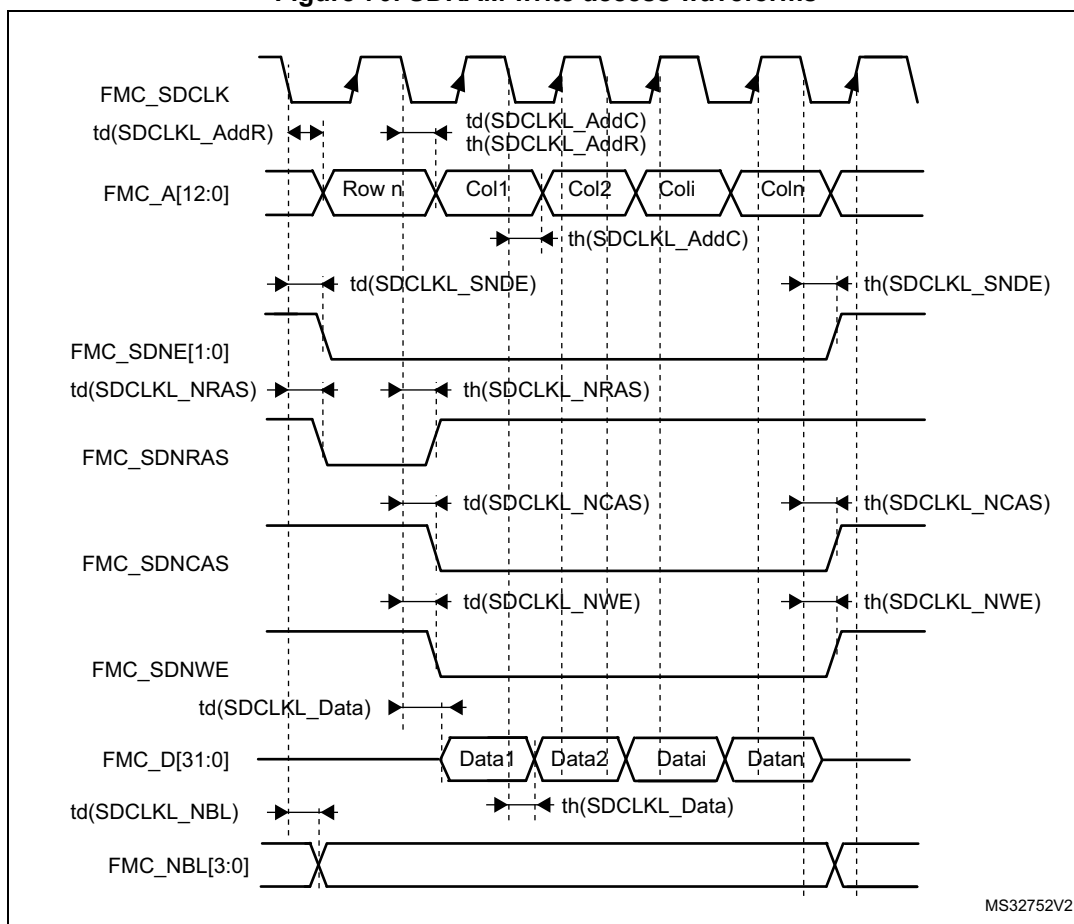 FMC_SDCLK
td(SDCLKL_AddR)
td(SDCLKL_AddC)
th(SDCLKL_AddR)
FMC_A[12:0]
Row n
Col1
Col2
Coli
Coln
th(SDCLKL_AddC)
td(SDCLKL_SNDE)
th(SDCLKL_SNDE)
FMC_SDNE[1:0]
td(SDCLKL_NRAS)
th(SDCLKL_NRAS)
FMC_SDNRAS
td(SDCLKL_NCAS)
th(SDCLKL_NCAS)
FMC_SDNCAS
td(SDCLKL_NWE)
th(SDCLKL_NWE)
FMC_SDNWE
td(SDCLKL_Data)
FMC_D[31:0]
Data1
Data2
Datai
Datan
td(SDCLKL_NBL)
th(SDCLKL_Data)
FMC_NBL[3:0]
MS32752V2